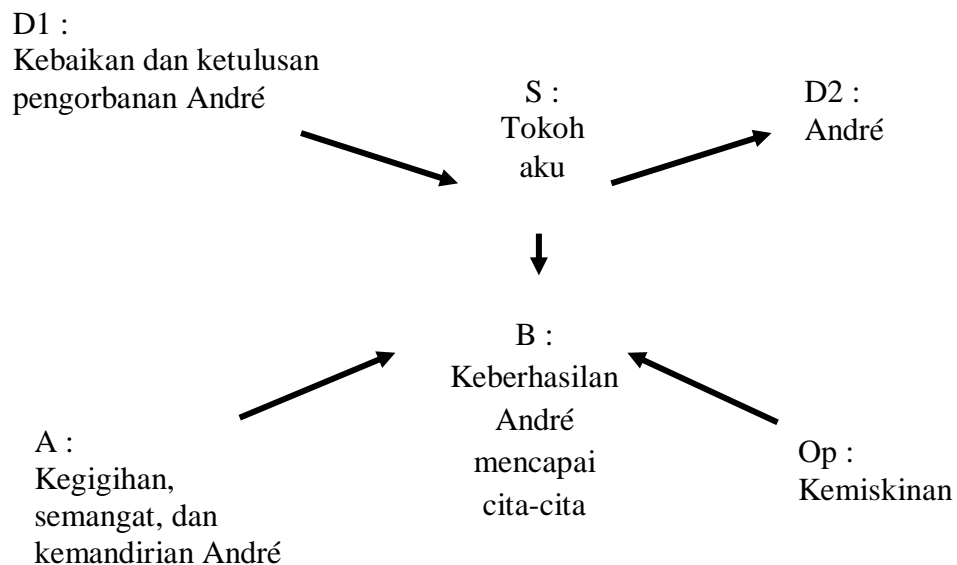 D1 :
Kebaikan dan ketulusan
pengorbanan André
S :
Tokoh
aku
D2 :
André
B :
Keberhasilan
André
mencapai
cita-cita
A :
Kegigihan,
semangat, dan
kemandirian André
Op :
Kemiskinan